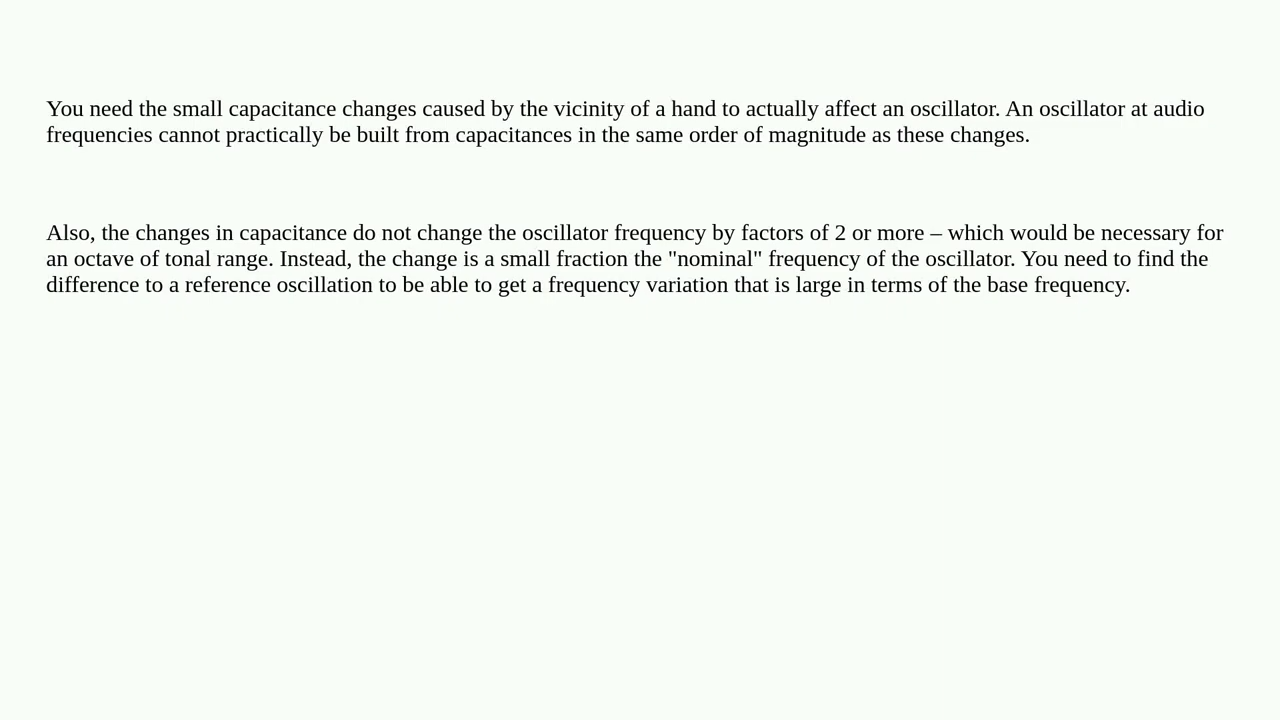 You need the small capacitance changes caused by the vicinity of a hand to actually affect an oscillator. An oscillator at audio
frequencies cannot practically be built from capacitances in the same order of magnitude as these changes.
Also, the changes in capacitance do not change the oscillator frequency by factors of 2 or more – which would be necessary for
an octave of tonal range. Instead, the change is a small fraction the "nominal" frequency of the oscillator. You need to find the
difference to a reference oscillation to be able to get a frequency variation that is large in terms of the base frequency.